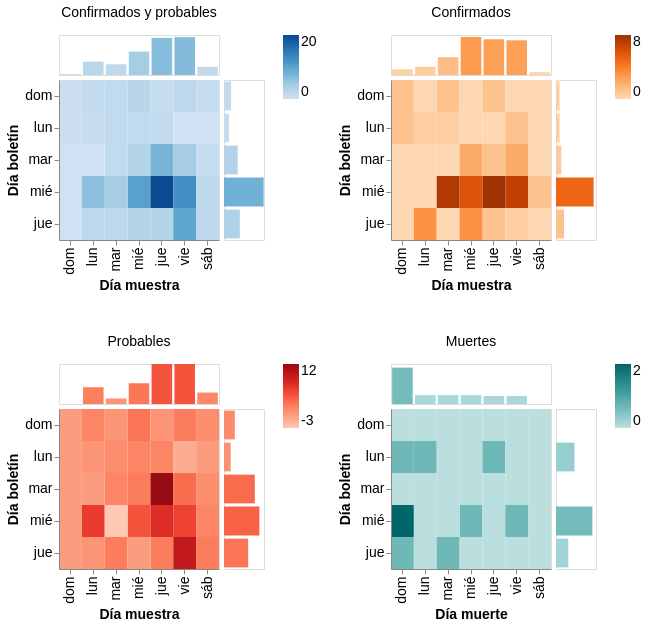 Confirmados y probables
Día boletín
dom
lun
mar
mié
jue
dom
lun
mar
mié
jue
vie
sáb
Día muestra
20
0
Confirmados
Día boletín
dom
lun
mar
mié
jue
dom
lun
mar
mié
jue
vie
sáb
Día muestra
8
0
Probables
Día boletín
dom
lun
mar
mié
jue
dom
lun
mar
mié
jue
vie
sáb
Día muestra
12
-3
Muertes
Día boletín
dom
lun
mar
mié
jue
dom
lun
mar
mié
jue
vie
sáb
Día muerte
2
0